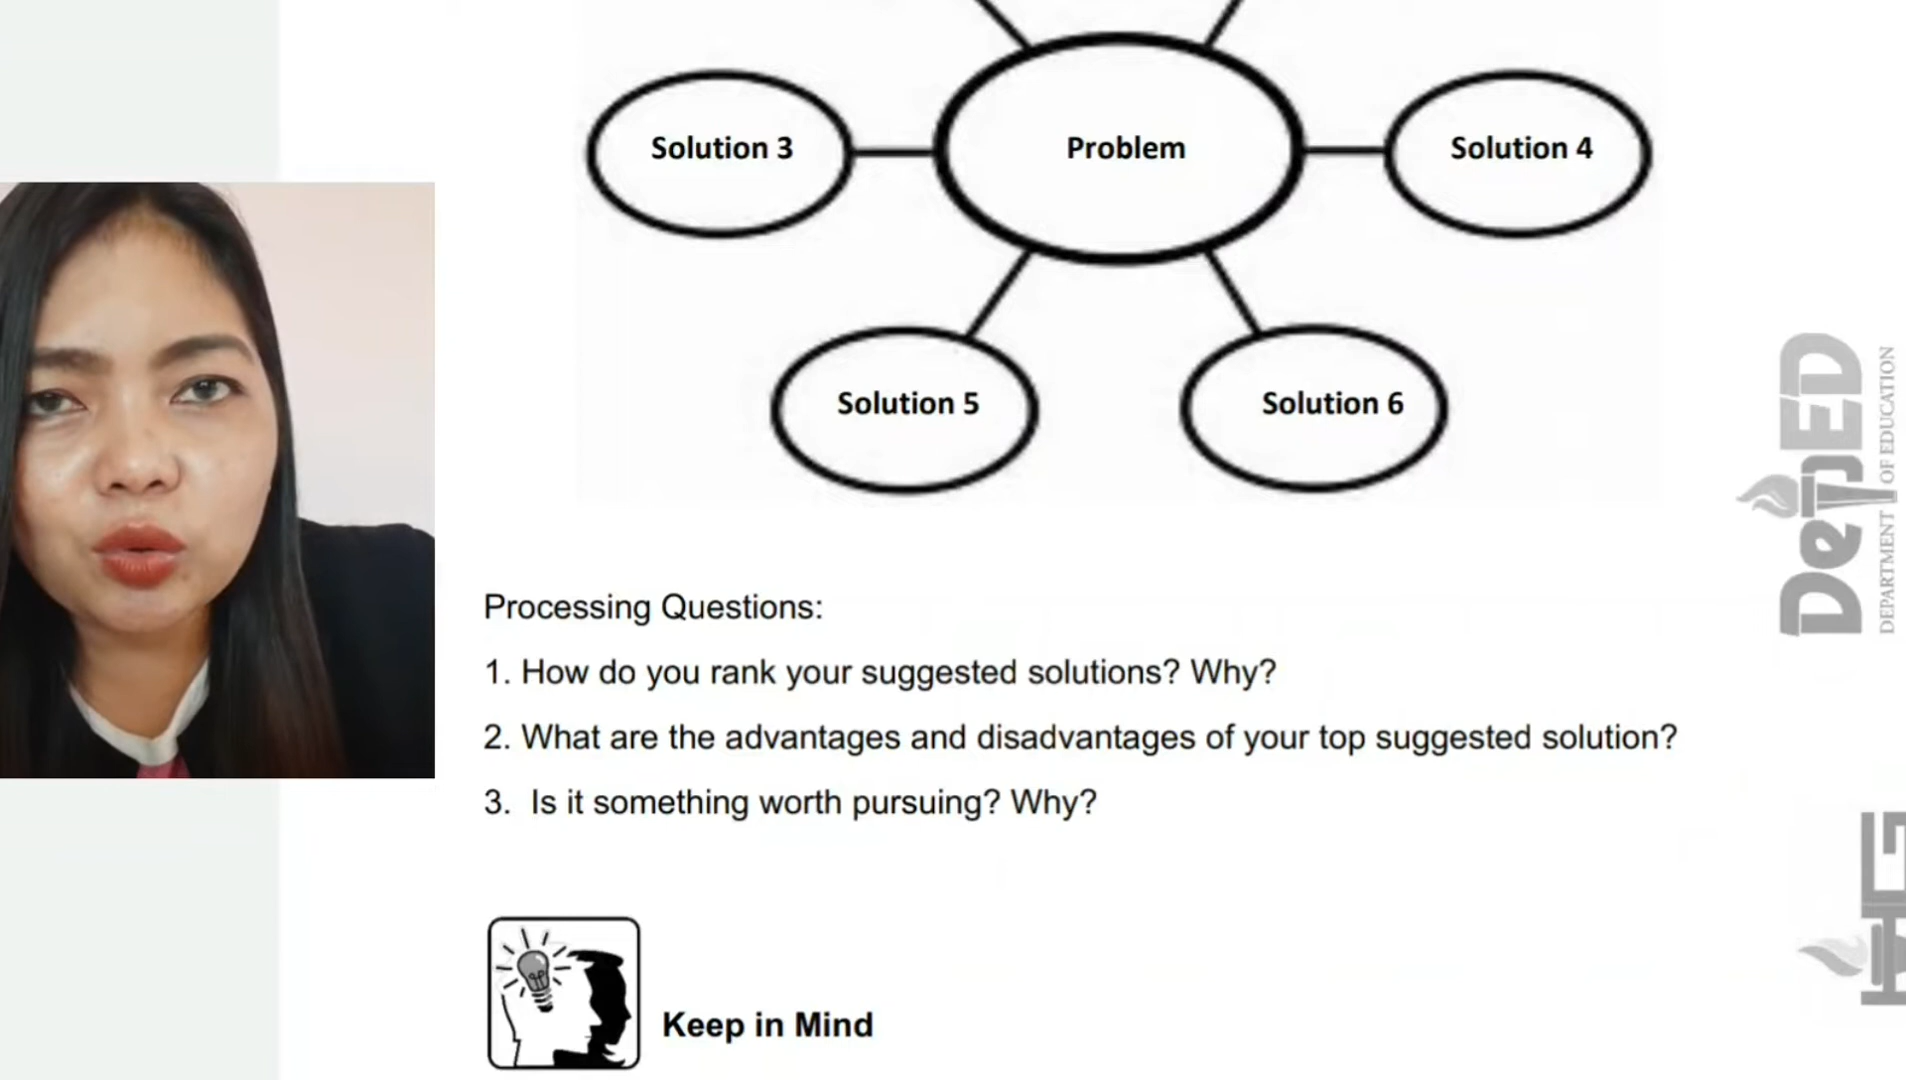 Solution 3
Problem
Solution 4
Solution 5
Solution 6
Processing Questions:
1. How do you rank your suggested solutions? Why?
2. What are the advantages and disadvantages of your top suggested solution?
3. Is it something worth pursuing? Why?
Keep in Mind
DepED
DEPARTMENT OF EDUCATION